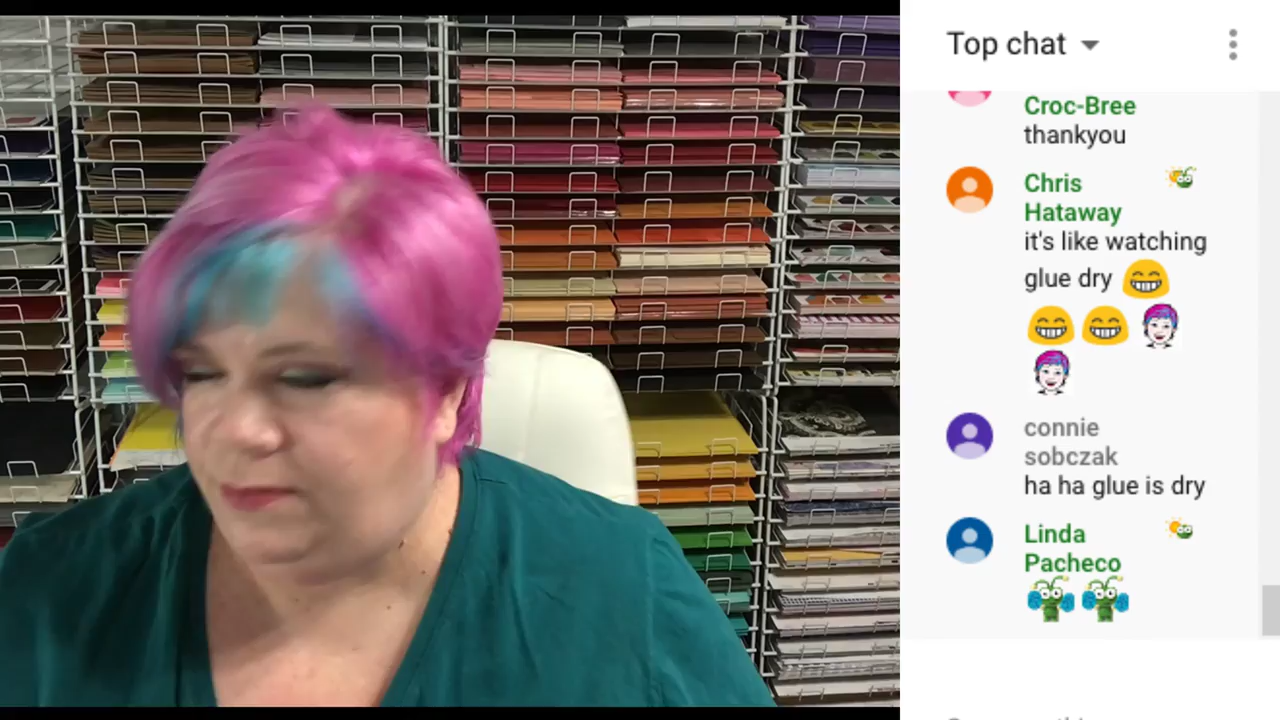 Top chat
Croc-Bree
thankyou
Chris
Hataway
it's like watching
glue dry
connie
sobczak
ha ha glue is dry
Linda
Pacheco